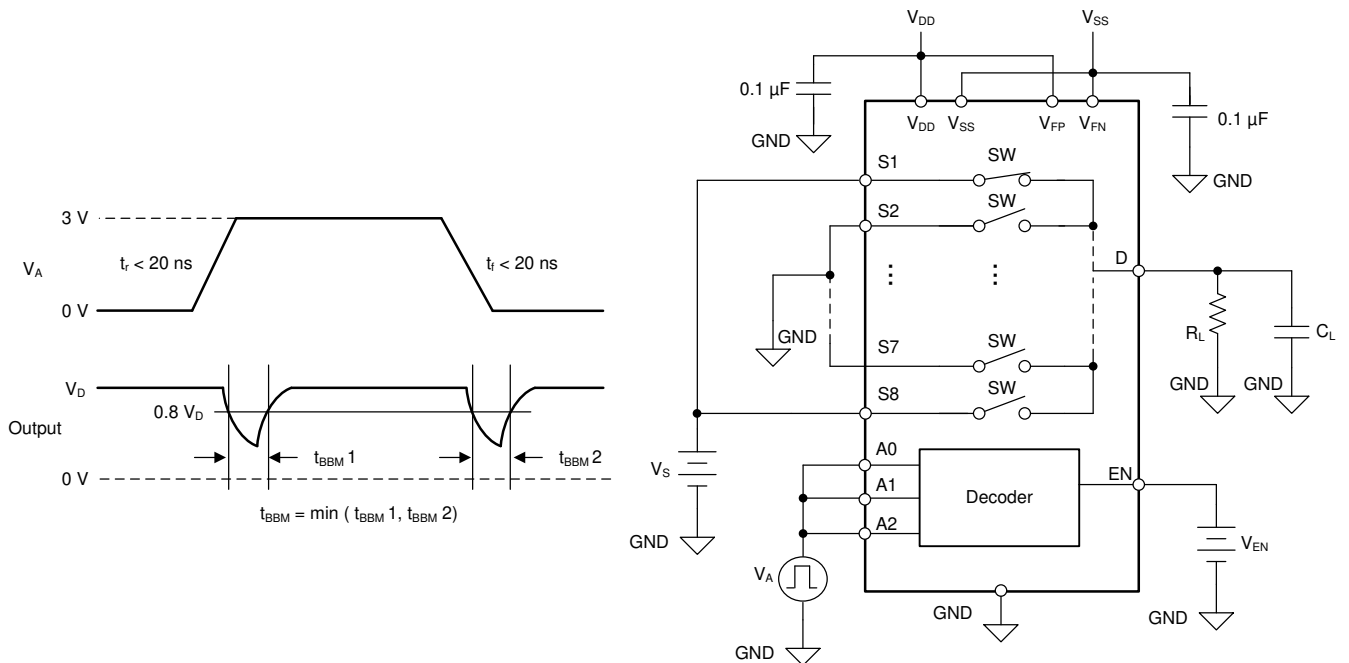 3 V
V_A
t_r < 20 ns
t_f < 20 ns
0 V
V_D
0.8 V_D
Output
t_BBM 1
t_BBM 2
0 V
t_BBM = min ( t_BBM 1, t_BBM 2)
V_DD
V_SS
0.1 µF
0.1 µF
GND
GND
V_DD
V_SS
V_FP
V_FN
S1
SW
S2
SW
...
...
D
GND
R_L
C_L
S7
SW
GND
GND
S8
SW
V_S
A0
A1
A2
Decoder
EN
GND
V_A
V_EN
GND
GND
GND